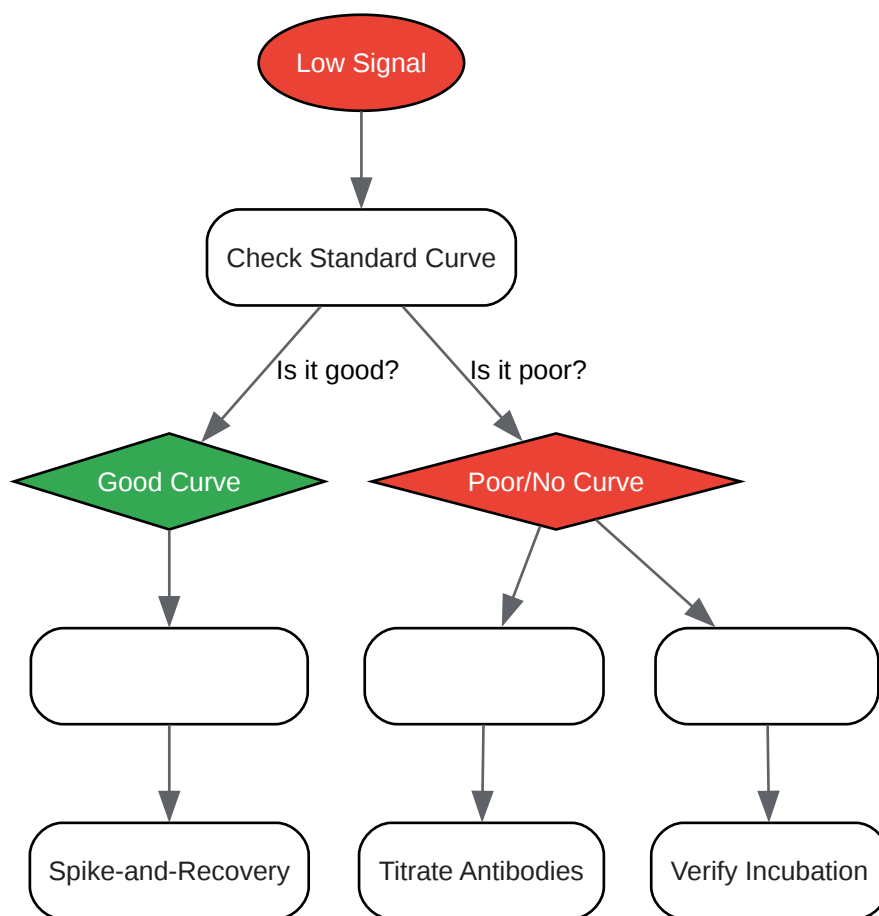 Low Signal
Check Standard Curve
Is it good?
Is it poor?
Good Curve
Poor/No Curve
Spike-and-Recovery
Titrate Antibodies
Verify Incubation